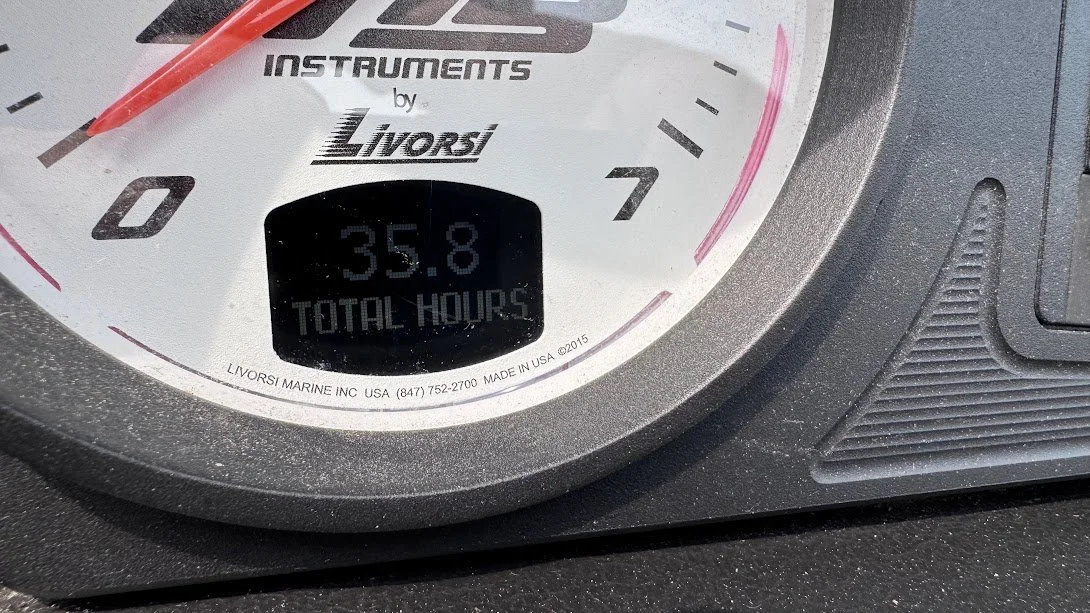 INSTRUMENTS
by
LIVORSI
0
7
35.8
TOTAL HOURS
LIVORSI MARINE INC USA (847) 752-2700 MADE IN USA ©2015